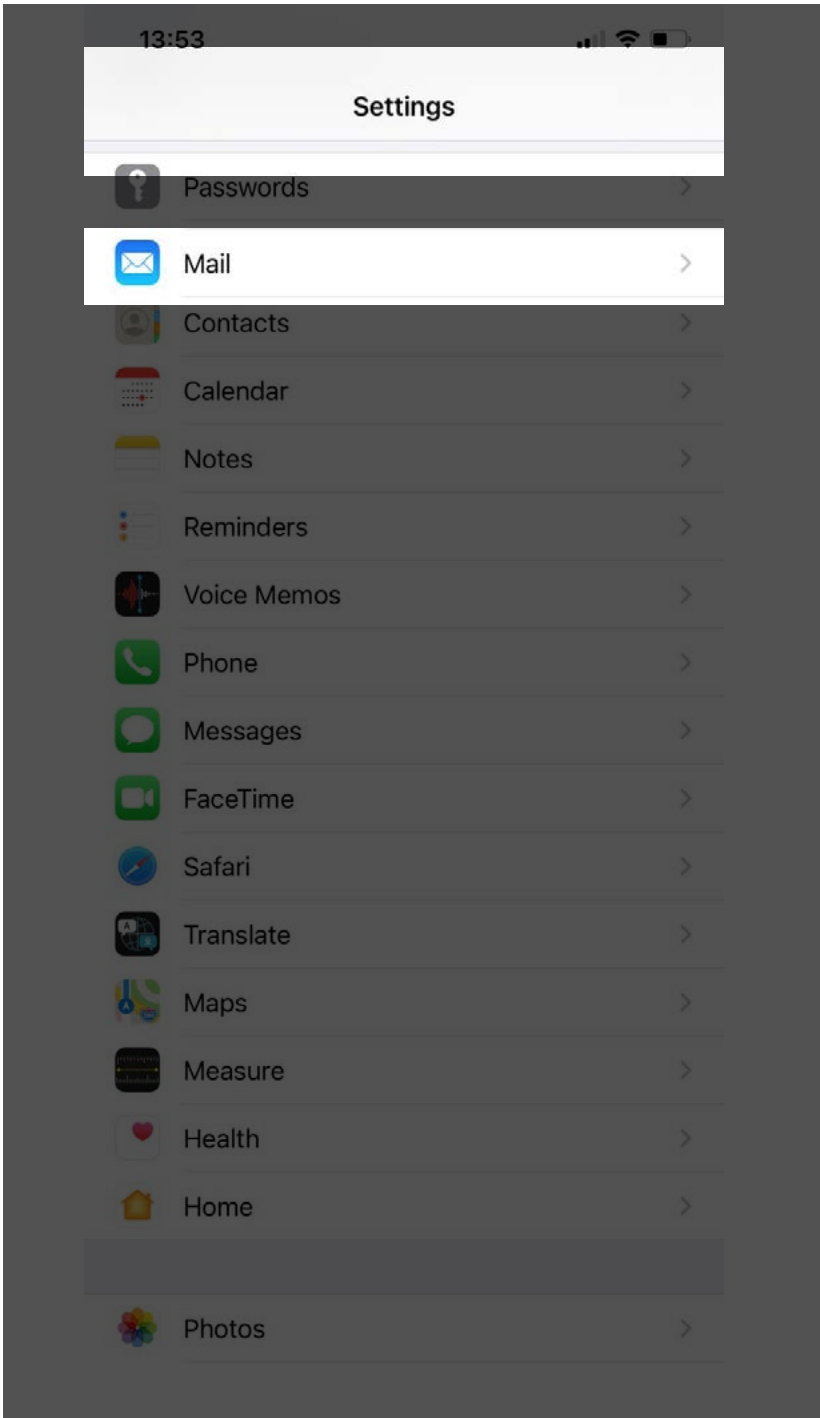 13:53
Settings
Passwords
Mail
Contacts
Calendar
Notes
Reminders
Voice Memos
Phone
Messages
FaceTime
Safari
Translate
Maps
Measure
Health
Home
Photos